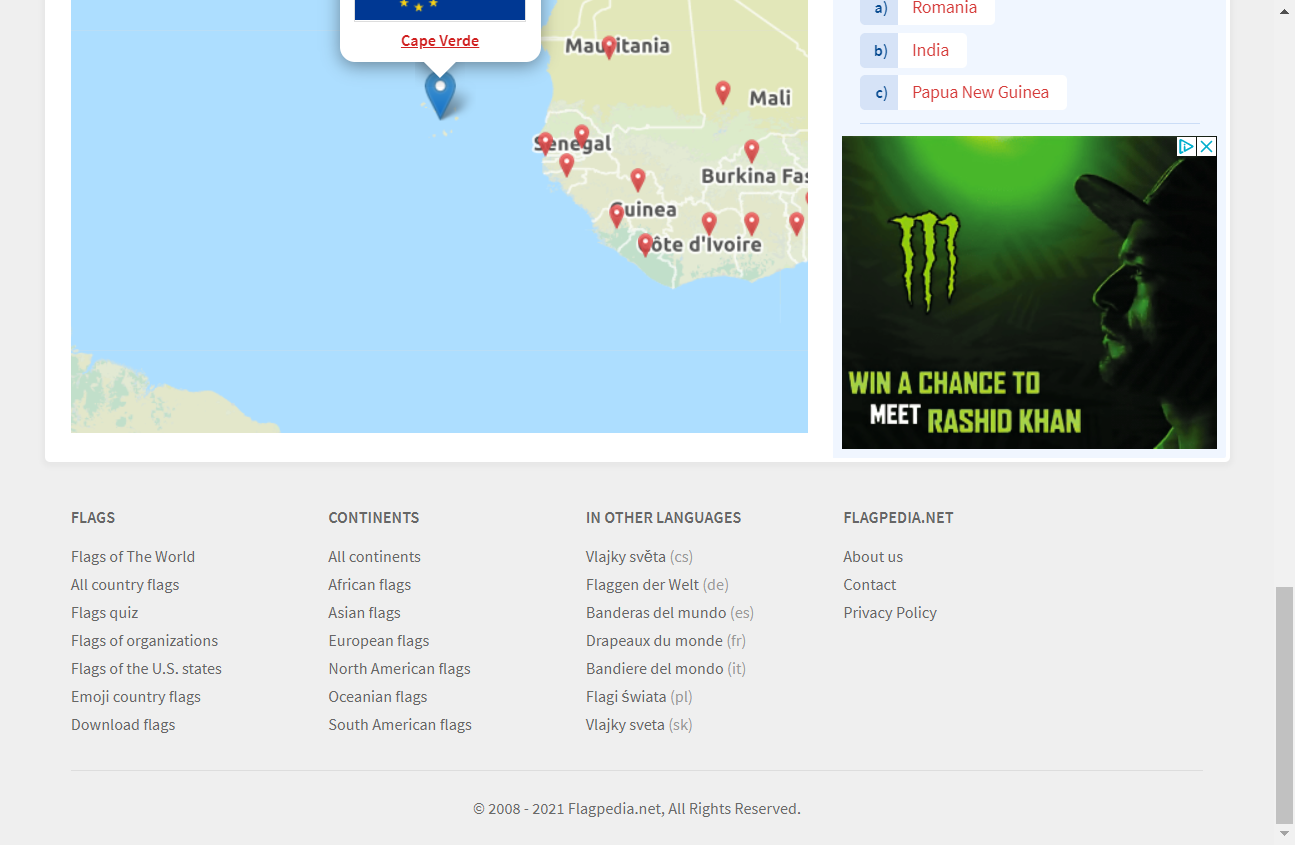 Cape Verde
Mauritania
Mali
Senegal
Burkina Fas
Guinea
Côte d'Ivoire
a) Romania
b) India
c) Papua New Guinea
WIN A CHANCE TO
MEET RASHID KHAN
FLAGS
Flags of The World
All country flags
Flags quiz
Flags of organizations
Flags of the U.S. states
Emoji country flags
Download flags
CONTINENTS
All continents
African flags
Asian flags
European flags
North American flags
Oceanian flags
South American flags
IN OTHER LANGUAGES
Vlajky světa (cs)
Flaggen der Welt (de)
Banderas del mundo (es)
Drapeaux du monde (fr)
Bandiere del mondo (it)
Flagi świata (pl)
Vlajky sveta (sk)
FLAGPEDIA.NET
About us
Contact
Privacy Policy
© 2008 - 2021 Flagpedia.net, All Rights Reserved.